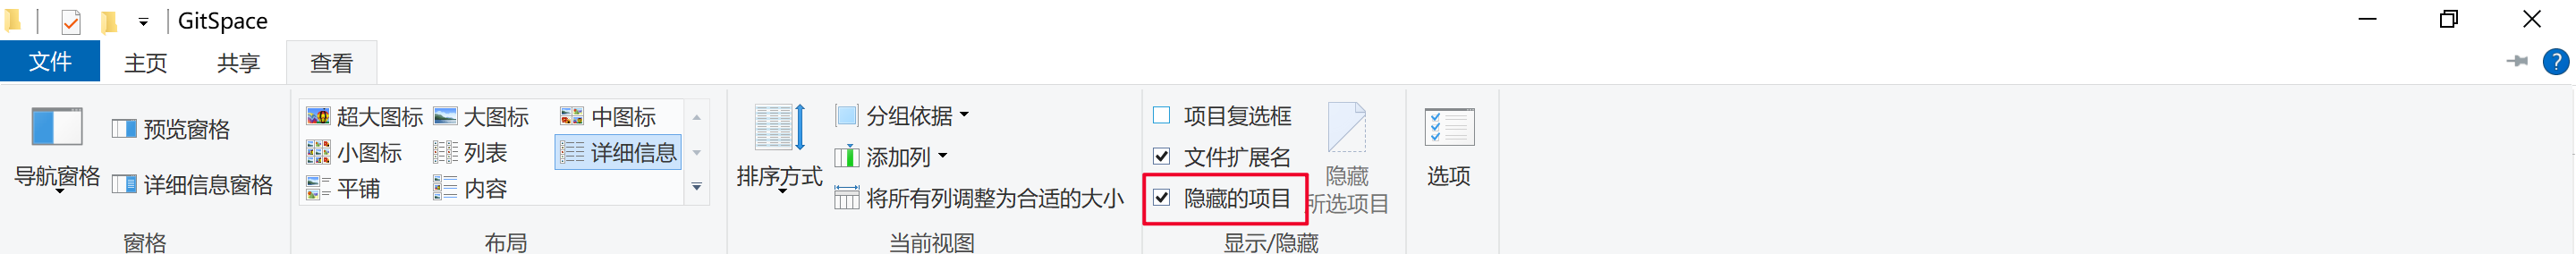 GitSpace
文件 主页 共享 查看
?
导航窗格
预览窗格
详细信息窗格
窗格
超大图标 大图标 中图标
小图标 列表 详细信息
平铺 内容
布局
排序方式
分组依据
添加列
将所有列调整为合适的大小
当前视图
项目复选框
文件扩展名
隐藏的项目
隐藏
所选项目
显示/隐藏
选项